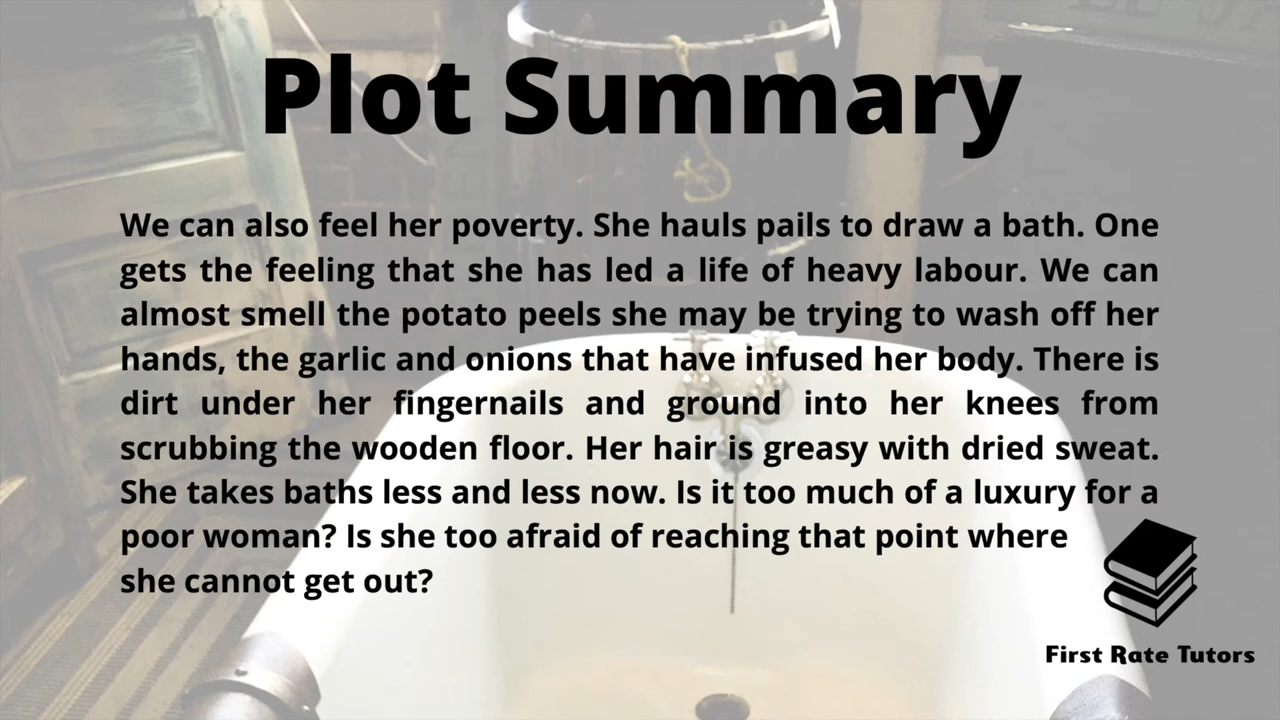 Plot Summary
We can also feel her poverty. She hauls pails to draw a bath. One
gets the feeling that she has led a life of heavy labour. We can
almost smell the potato peels she may be trying to wash off her
hands, the garlic and onions that have infused her body. There is
dirt under her fingernails and ground into her knees from
scrubbing the wooden floor. Her hair is greasy with dried sweat.
She takes baths less and less now. Is it too much of a luxury for a
poor woman? Is she too afraid of reaching that point where
she cannot get out?
First Rate Tutors